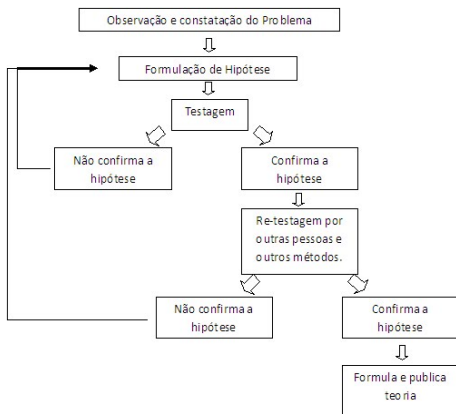 Observação e constatação do Problema
Formulação de Hipótese
Testagem
Não confirma a
hipótese
Confirma a
hipótese
Re-testagem por
outras pessoas e
outros métodos.
Não confirma a
hipótese
Confirma a
hipótese
Formula e publica
teoria